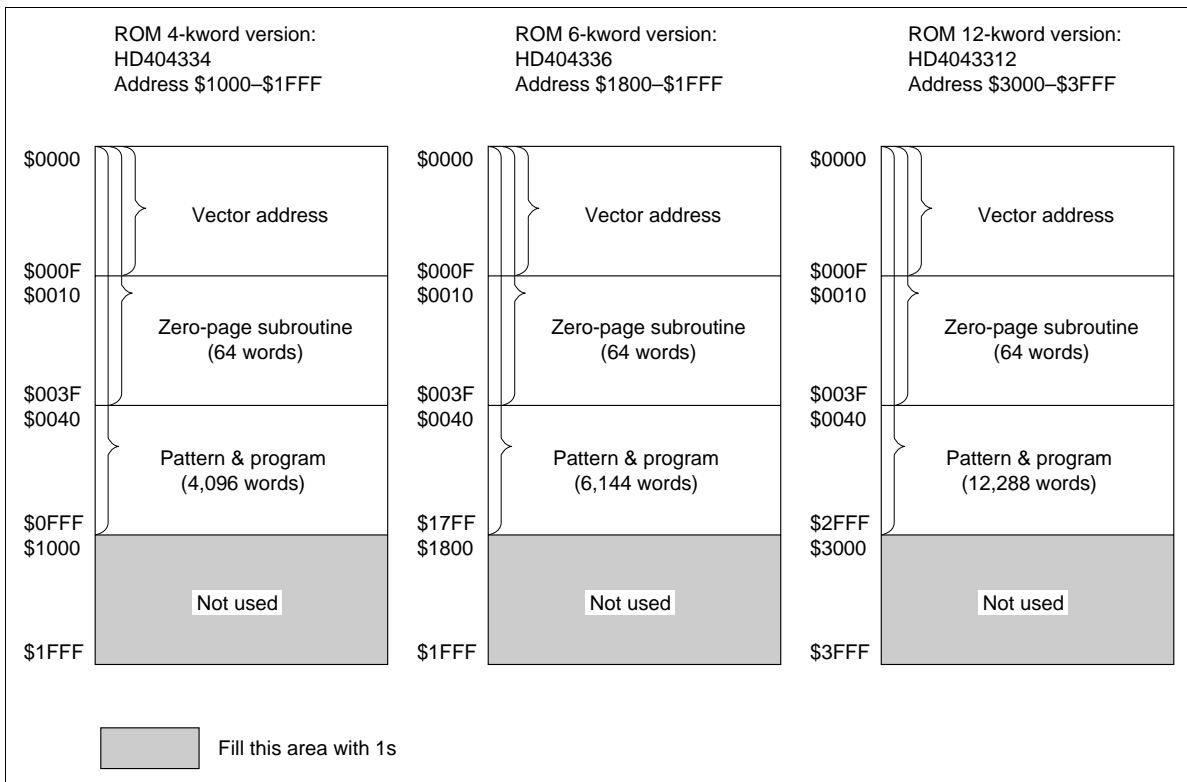 ROM 4-kword version:
HD404334
Address $1000–$1FFF
$0000
Vector address
$000F
$0010
Zero-page subroutine
(64 words)
$003F
$0040
Pattern & program
(4,096 words)
$0FFF
$1000
Not used
$1FFF
ROM 6-kword version:
HD404336
Address $1800–$1FFF
$0000
Vector address
$000F
$0010
Zero-page subroutine
(64 words)
$003F
$0040
Pattern & program
(6,144 words)
$17FF
$1800
Not used
$1FFF
ROM 12-kword version:
HD4043312
Address $3000–$3FFF
$0000
Vector address
$000F
$0010
Zero-page subroutine
(64 words)
$003F
$0040
Pattern & program
(12,288 words)
$2FFF
$3000
Not used
$3FFF
Fill this area with 1s